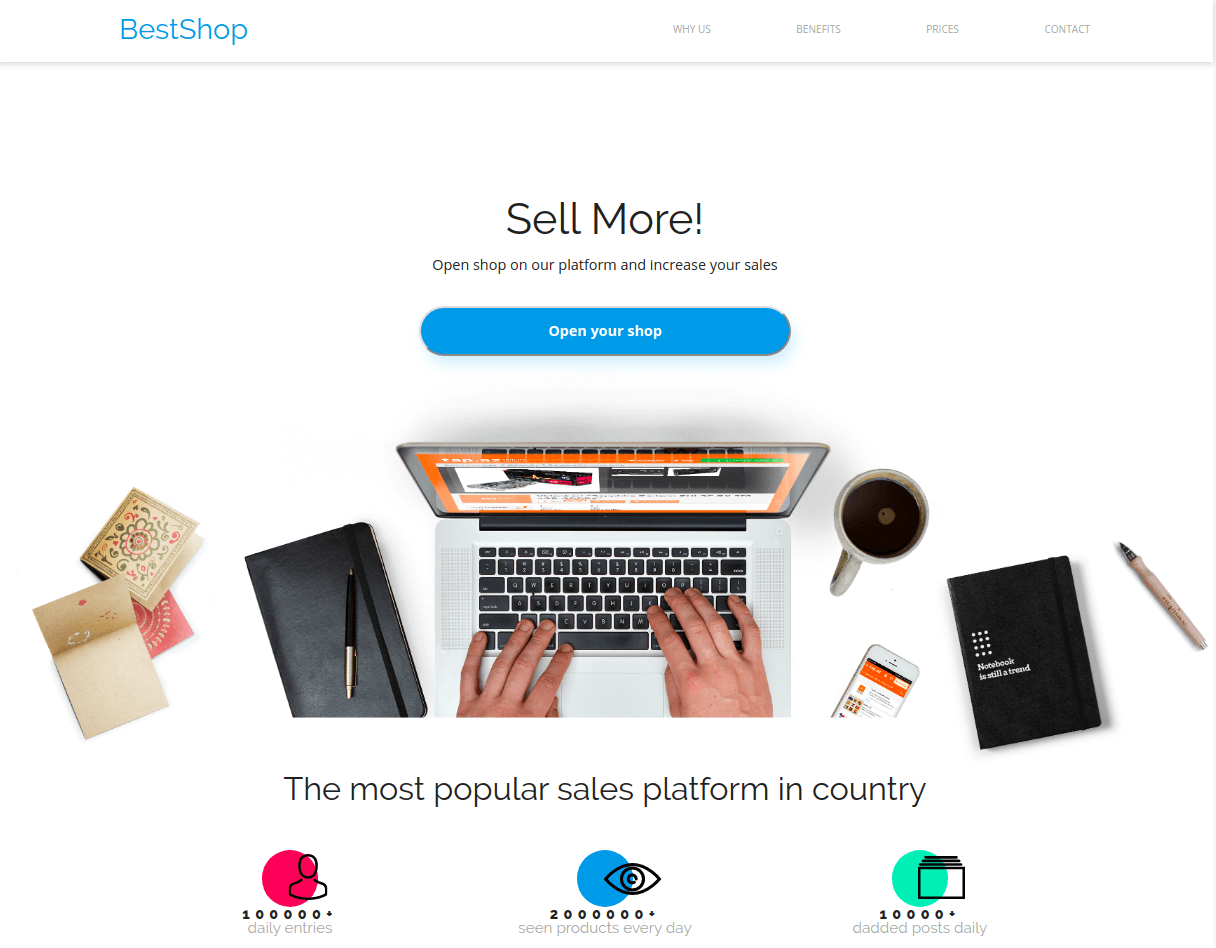 BestShop
WHY US
BENEFITS
PRICES
CONTACT
Sell More!
Open shop on our platform and increase your sales
Open your shop
tap.az
Notebook
is still a trend
The most popular sales platform in country
100000+
2000000+
10000+
daily entries
seen products every day
dadded posts daily